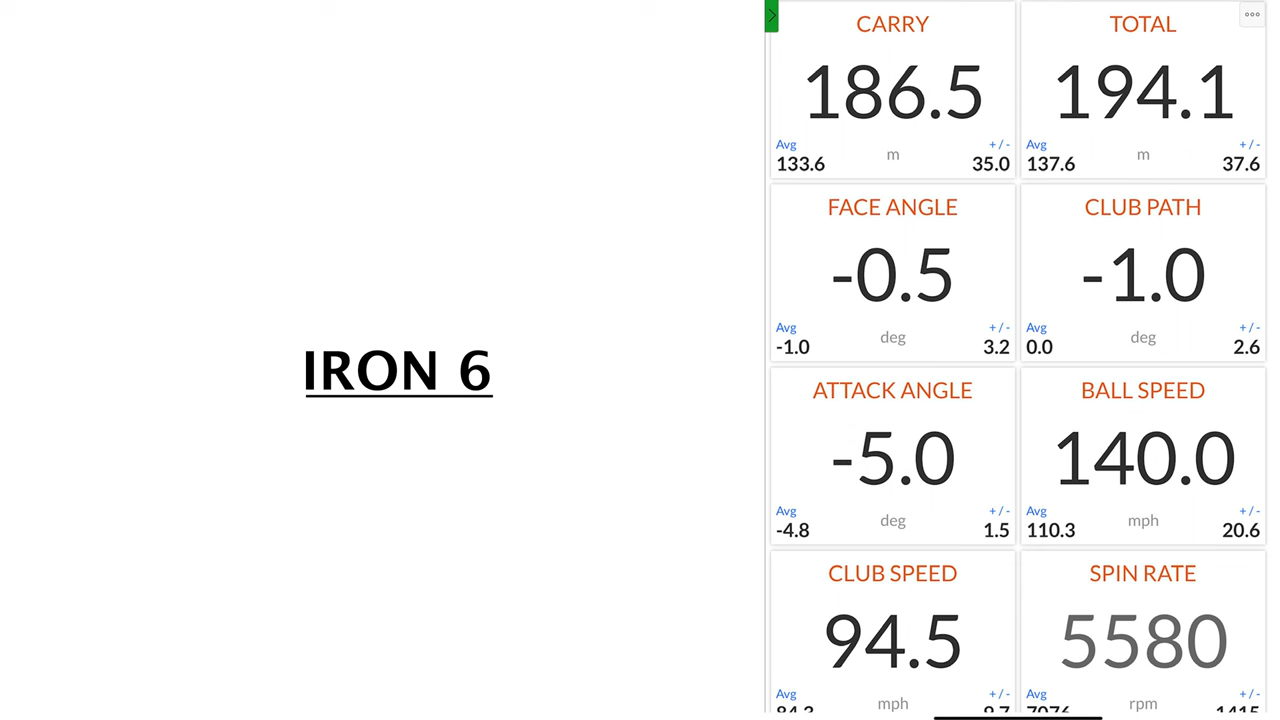 IRON 6
CARRY
186.5
Avg
133.6
m
+ / -
35.0
TOTAL
194.1
Avg
137.6
m
+ / -
37.6
FACE ANGLE
-0.5
Avg
-1.0
deg
+ / -
3.2
CLUB PATH
-1.0
Avg
0.0
deg
+ / -
2.6
ATTACK ANGLE
-5.0
Avg
-4.8
deg
+ / -
1.5
BALL SPEED
140.0
Avg
110.3
mph
+ / -
20.6
CLUB SPEED
94.5
Avg
mph
+ / -
SPIN RATE
5580
Avg
rpm
+ / -